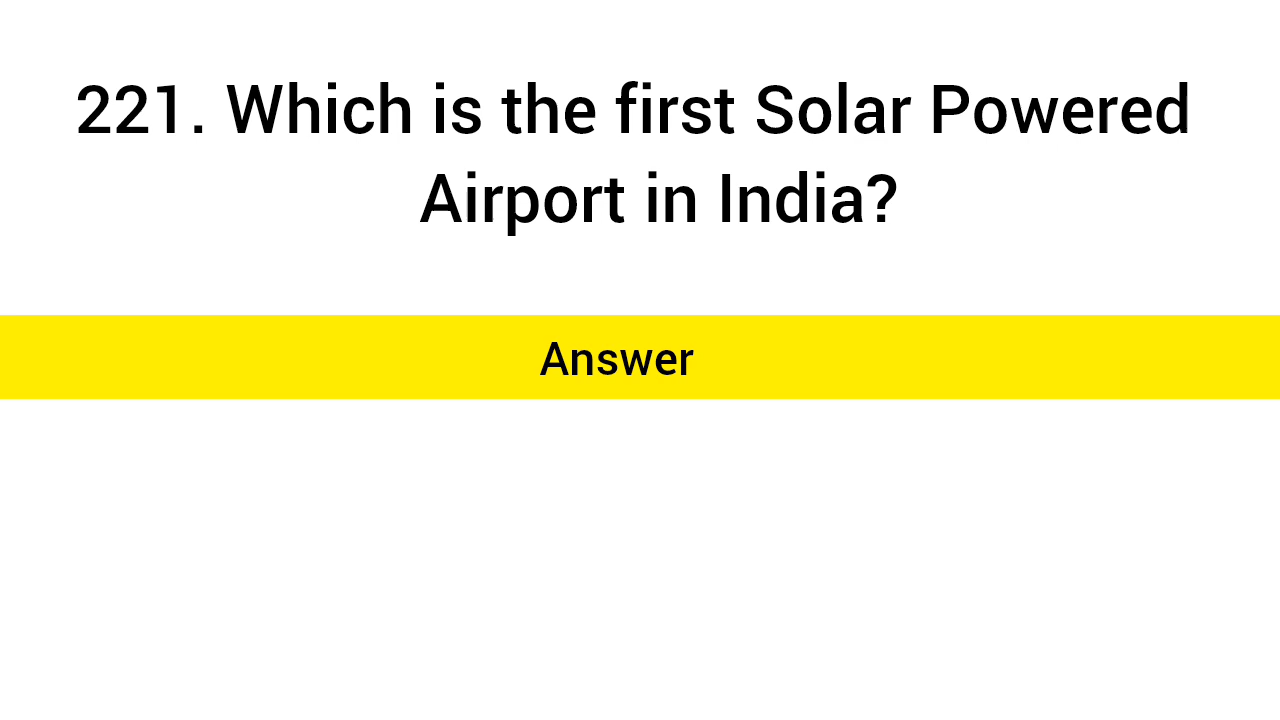 221. Which is the first Solar Powered
Airport in India?
Answer